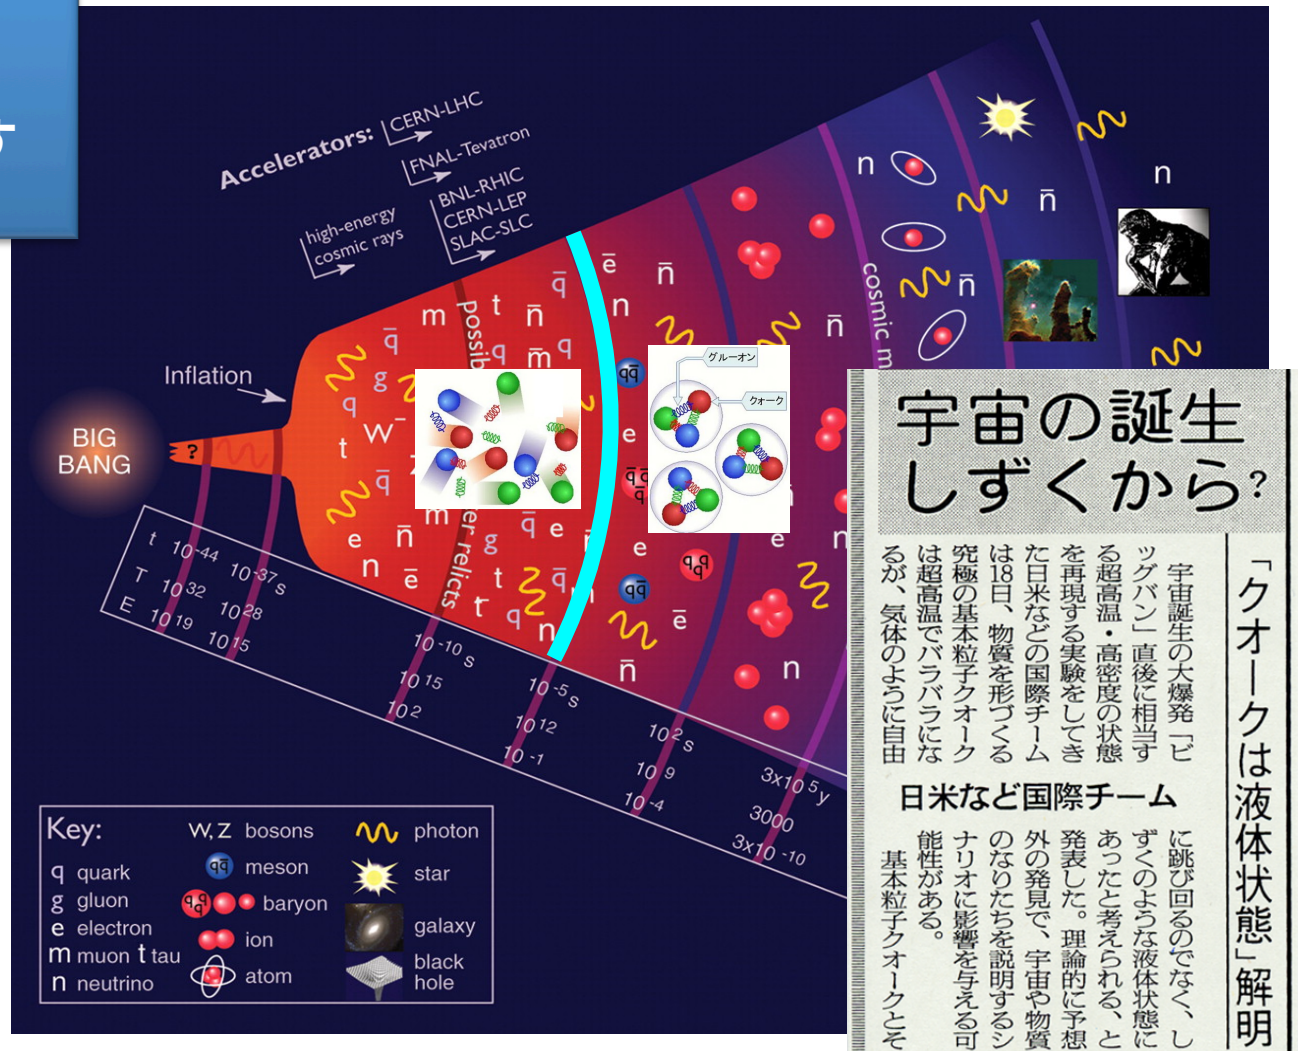 す
Accelerators:
CERN-LHC
FNAL-Tevatron
BNL-RHIC
CERN-LEP
SLAC-SLC
high-energy
cosmic rays
Inflation
BIG
BANG
?
possib
er relicts
cosmic m
グルーオン
クォーク
t 10-44 10-37s 10-10s 10-5s 102s 3x105y
T 1032 1028 1015 1012 109 3000
E 1019 1015 102 10-1 10-4 3x10-10
Key:
q quark
g gluon
e electron
m muon t tau
n neutrino
W, Z bosons
qq̄ meson
qqq baryon
ion
atom
photon
star
galaxy
black
hole
宇宙の誕生
しずくから?
「クオークは液体状態」解明
宇宙誕生の大爆発「ビ
ッグバン」直後に相当す
る超高温・高密度の状態
を再現する実験をしてき
た日米などの国際チーム
は18日、物質を形づくる
究極の基本粒子クオーク
は超高温でバラバラにな
るが、気体のように自由
日米など国際チーム
に跳び回るのでなく、し
ずくのような液体状態に
あったと考えられる、と
発表した。理論的に予想
外の発見で、宇宙や物質
のなりたちを説明するシ
ナリオに影響を与える可
能性がある。
基本粒子クオークとそ